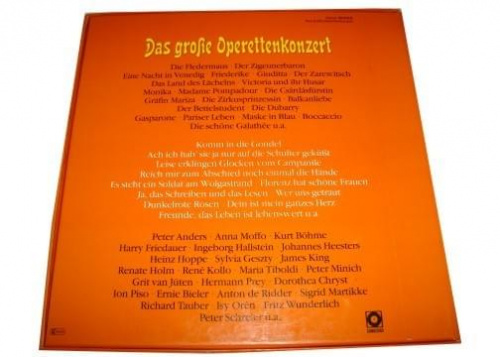 Das große Operettenkonzert
Die Fledermaus · Der Zigeunerbaron
Eine Nacht in Venedig · Friederike · Giuditta · Der Zarewitsch
Das Land des Lächelns · Victoria und ihr Husar
Monika · Madame Pompadour · Die Csárdásfürstin
Gräfin Mariza · Die Zirkusprinzessin · Balkanliebe
Der Bettelstudent · Die Dubarry
Gasparone · Pariser Leben · Maske in Blau · Boccaccio
Die schöne Galathée u.a.
Komm in die Gondel
Ach ich hab' sie ja nur auf die Schulter geküßt
Leise erklingen Glocken vom Campanile
Reich mir zum Abschied noch einmal die Hände
Es steht ein Soldat am Wolgastrand · Florenz hat schöne Frauen
Ja, das Schreiben und das Lesen · Wer uns getraut
Dunkelrote Rosen · Dein ist mein ganzes Herz
Freunde, das Leben ist lebenswert u.a.
Peter Anders · Anna Moffo · Kurt Böhme
Harry Friedauer · Ingeborg Hallstein · Johannes Heesters
Heinz Hoppe · Sylvia Geszty · James King
Renate Holm · René Kollo · Maria Tiboldi · Peter Minich
Grit van Jüten · Hermann Prey · Dorothea Chryst
Ion Piso · Ernie Bieler · Anton de Ridder · Sigrid Martikke
Richard Tauber · Ivy Orén · Fritz Wunderlich
Peter Schreier u.a.